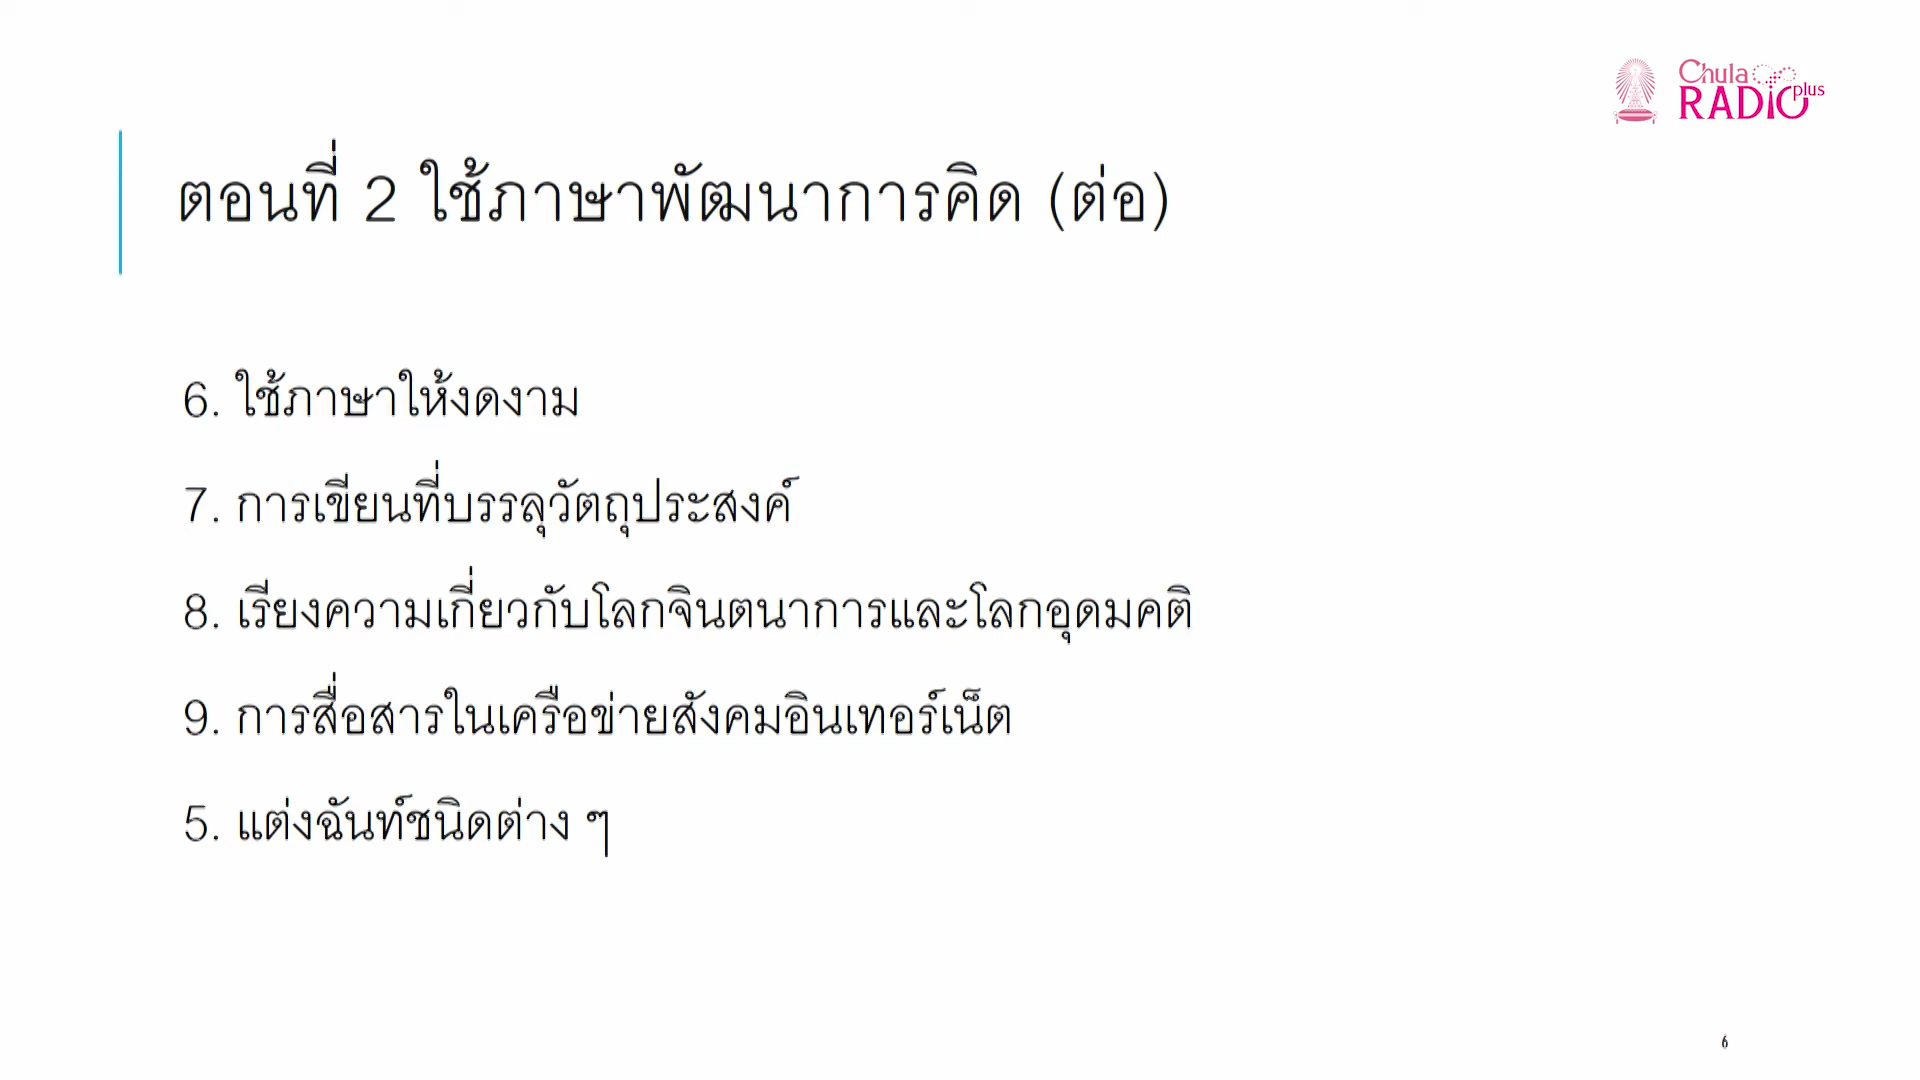 Chula
RADIO plus
ตอนที่ 2 ใช้ภาษาพัฒนาการคิด (ต่อ)
6. ใช้ภาษาให้งดงาม
7. การเขียนที่บรรลุวัตถุประสงค์
8. เรียงความเกี่ยวกับโลกจินตนาการและโลกอุดมคติ
9. การสื่อสารในเครือข่ายสังคมอินเทอร์เน็ต
5. แต่งฉันท์ชนิดต่าง ๆ
6